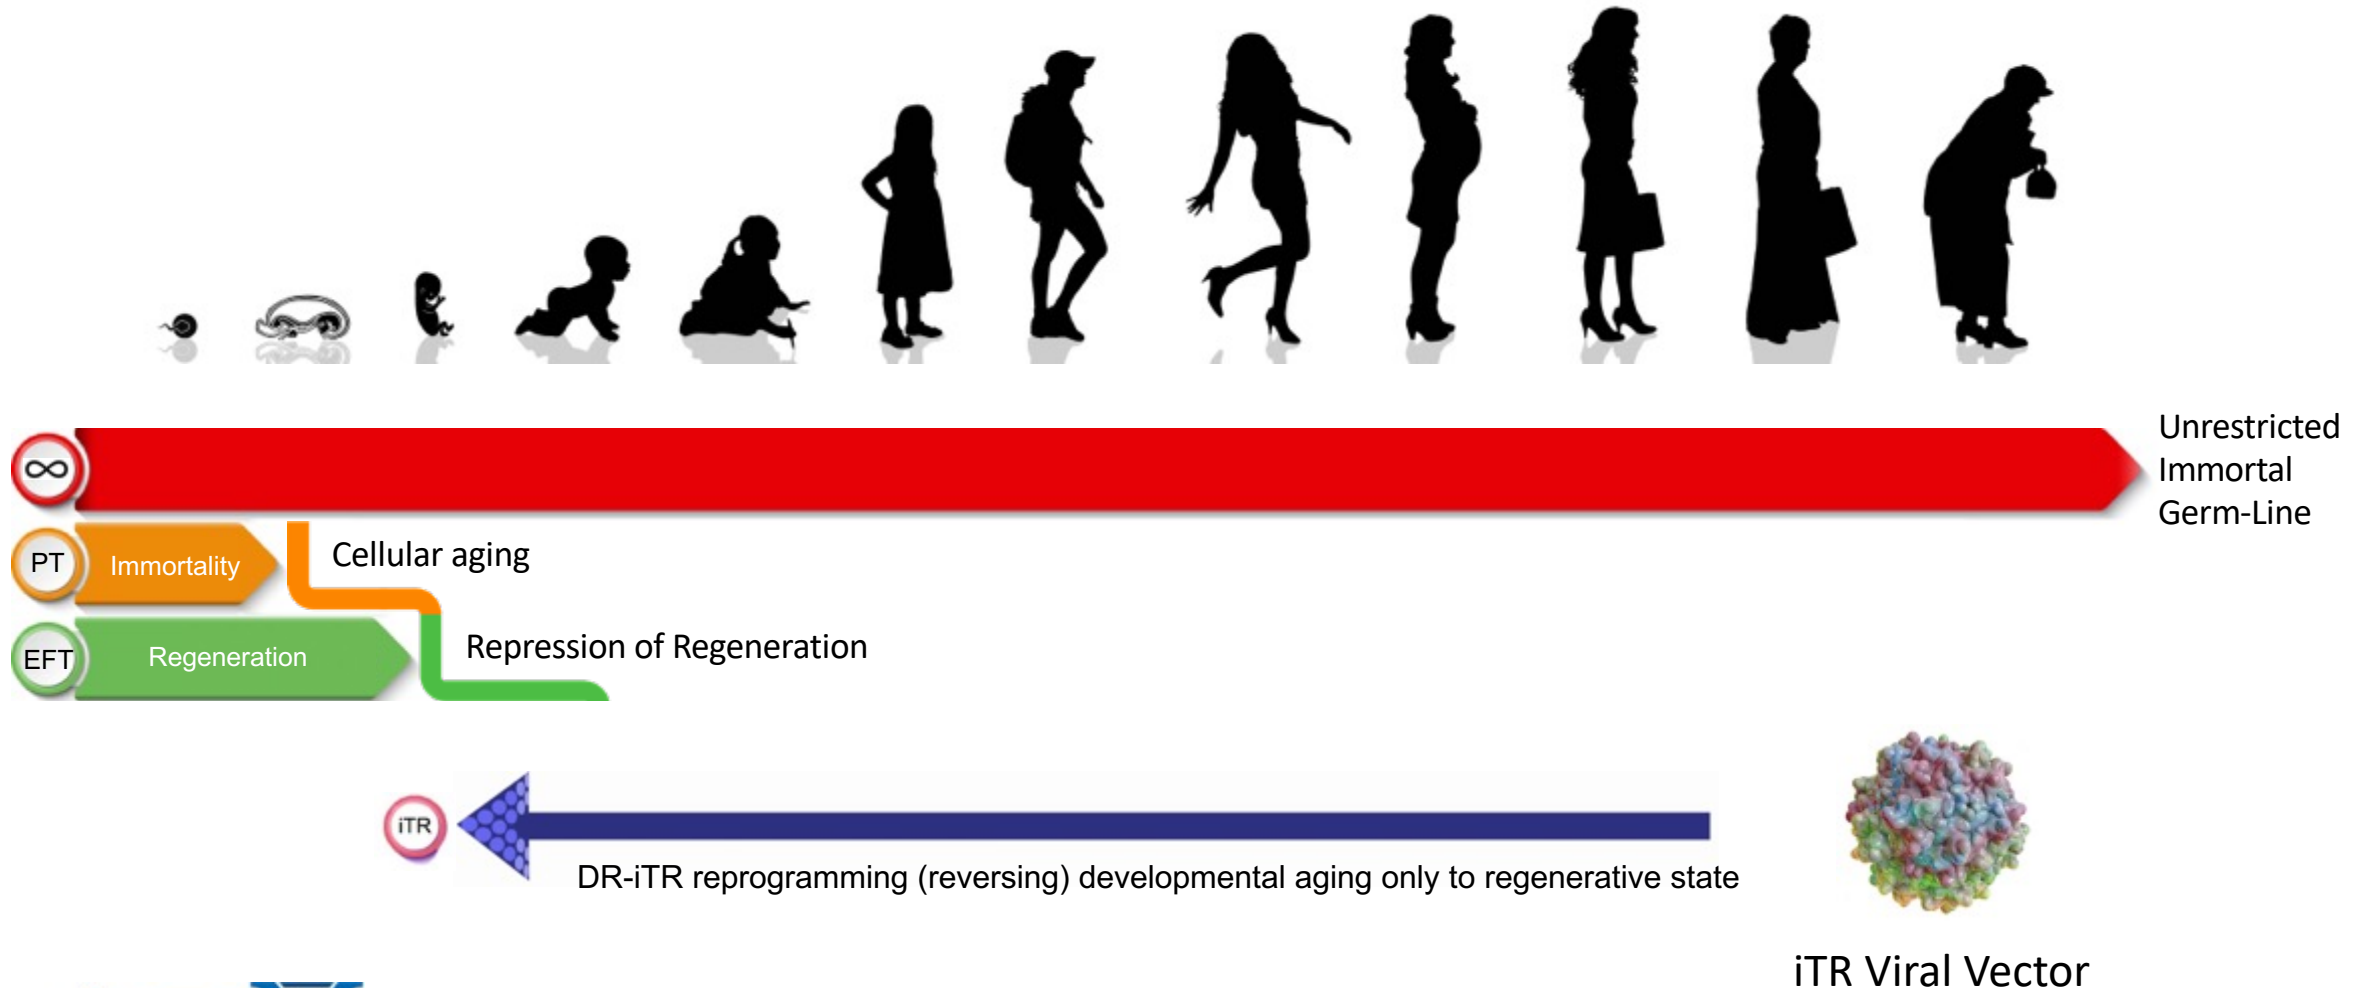 ∞
Unrestricted
Immortal
Germ-Line
PT
Immortality
Cellular aging
EFT
Regeneration
Repression of Regeneration
iTR
DR-iTR reprogramming (reversing) developmental aging only to regenerative state
iTR Viral Vector